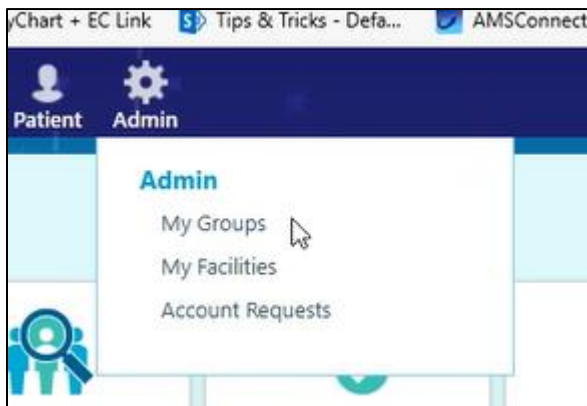 yChart + EC Link Tips & Tricks - Defa... AMSConnect
Patient Admin
Admin
My Groups
My Facilities
Account Requests